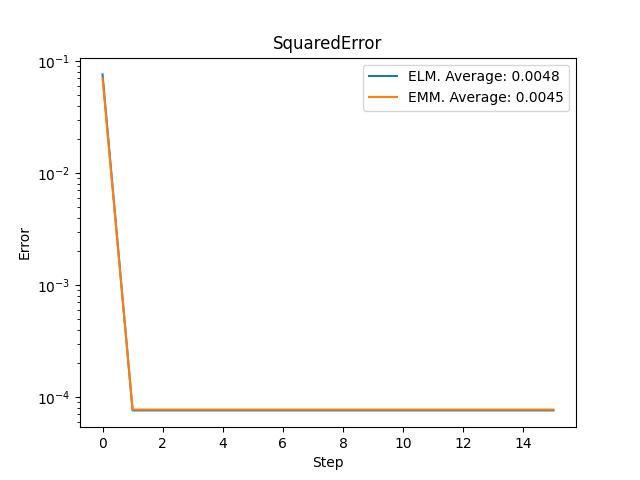 SquaredError
ELM. Average: 0.0048
EMM. Average: 0.0045
Error
10⁻¹
10⁻²
10⁻³
10⁻⁴
0 2 4 6 8 10 12 14
Step